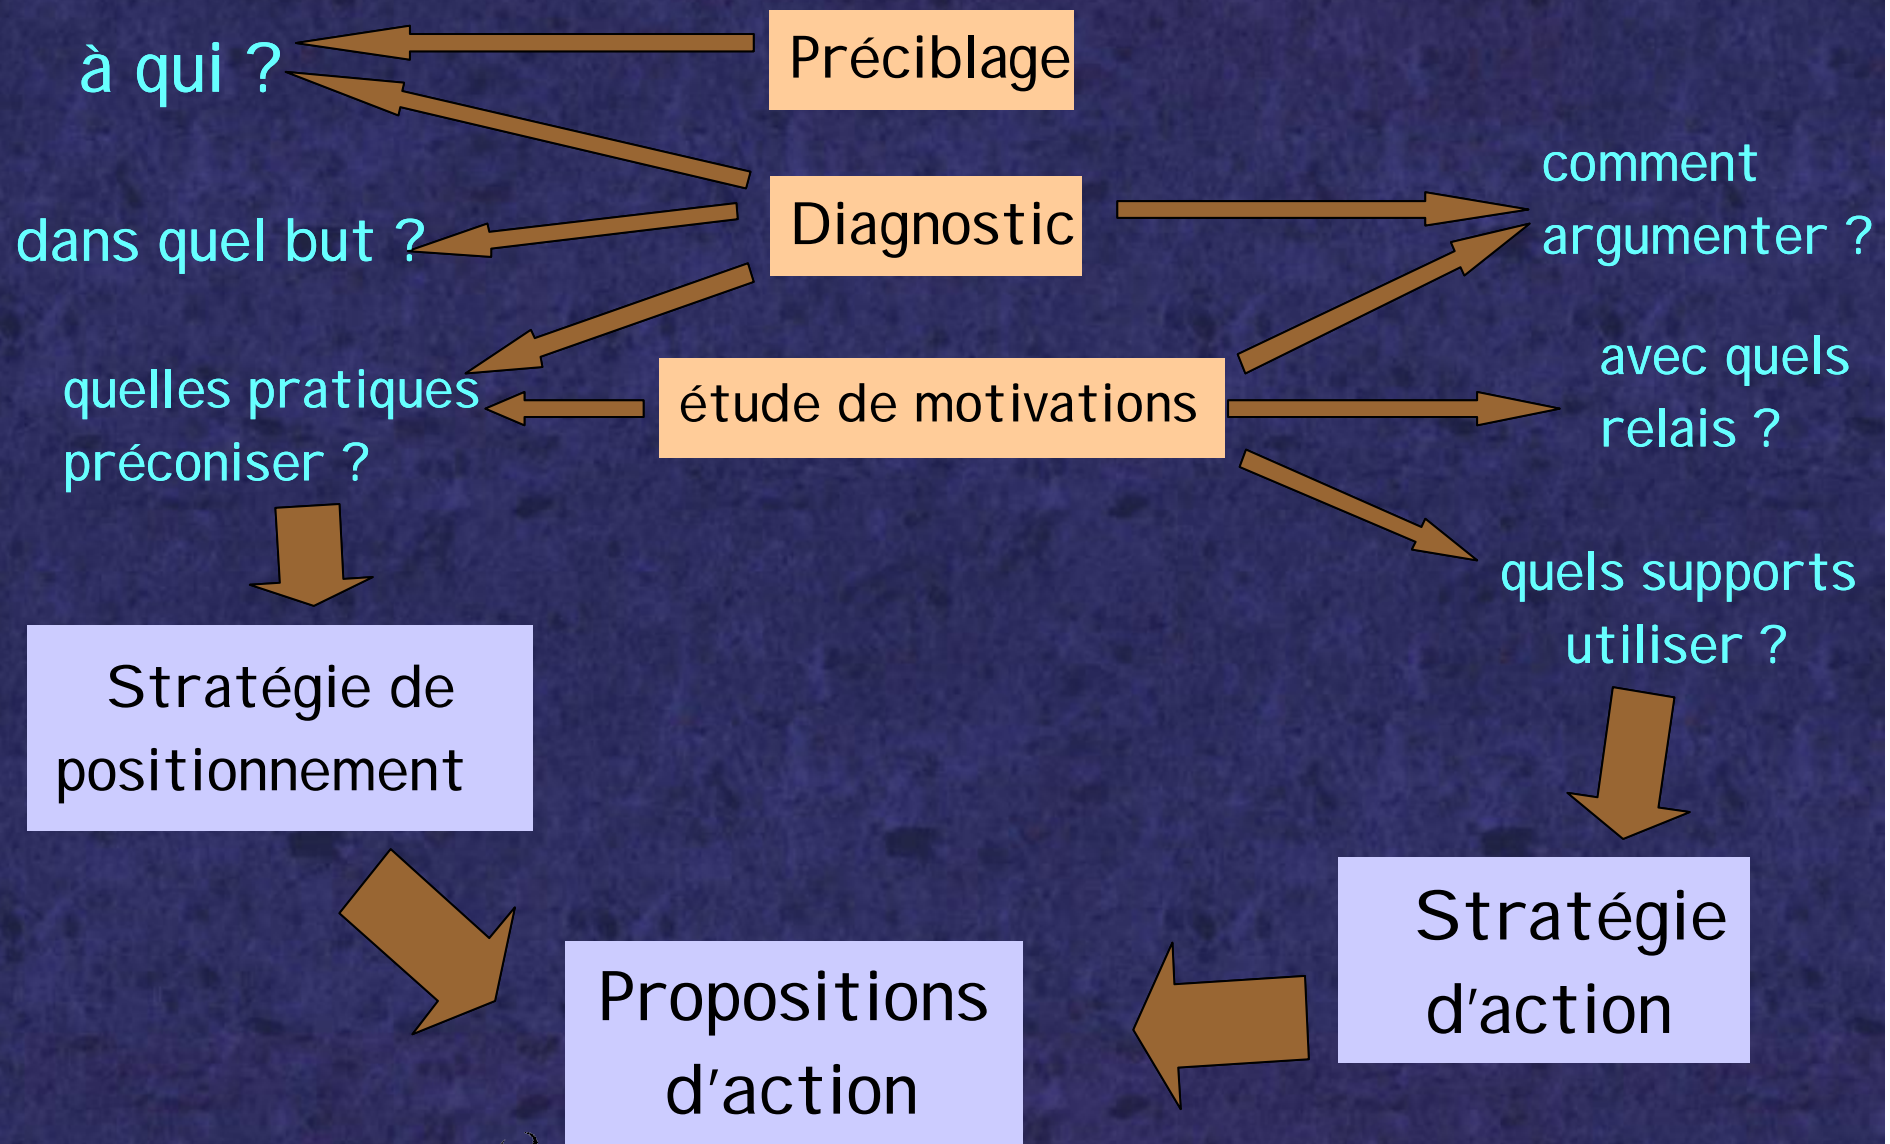 à qui ?
Préciblage
comment
argumenter ?
Diagnostic
dans quel but ?
avec quels
relais ?
quelles pratiques
préconiser ?
étude de motivations
quels supports
utiliser ?
Stratégie de
positionnement
Stratégie
d'action
Propositions
d'action